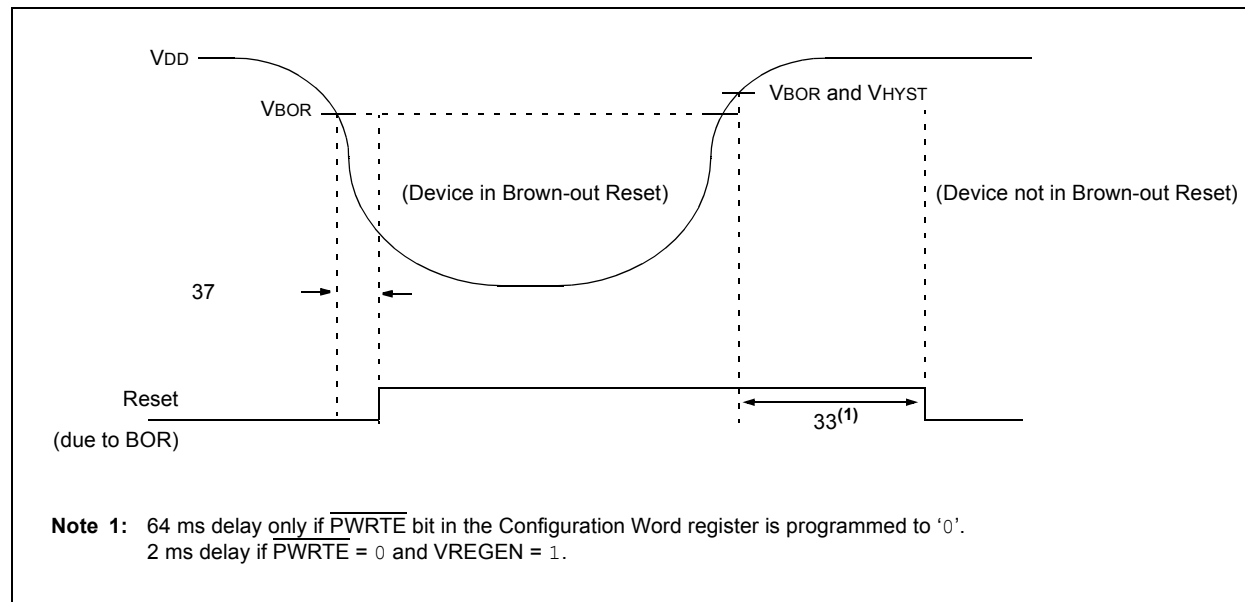 VDD
VBOR
VBOR and VHYST
(Device in Brown-out Reset)
(Device not in Brown-out Reset)
37
Reset
(due to BOR)
33(1)
Note 1: 64 ms delay only if PWRTE bit in the Configuration Word register is programmed to ‘0’.
2 ms delay if PWRTE = 0 and VREGEN = 1.